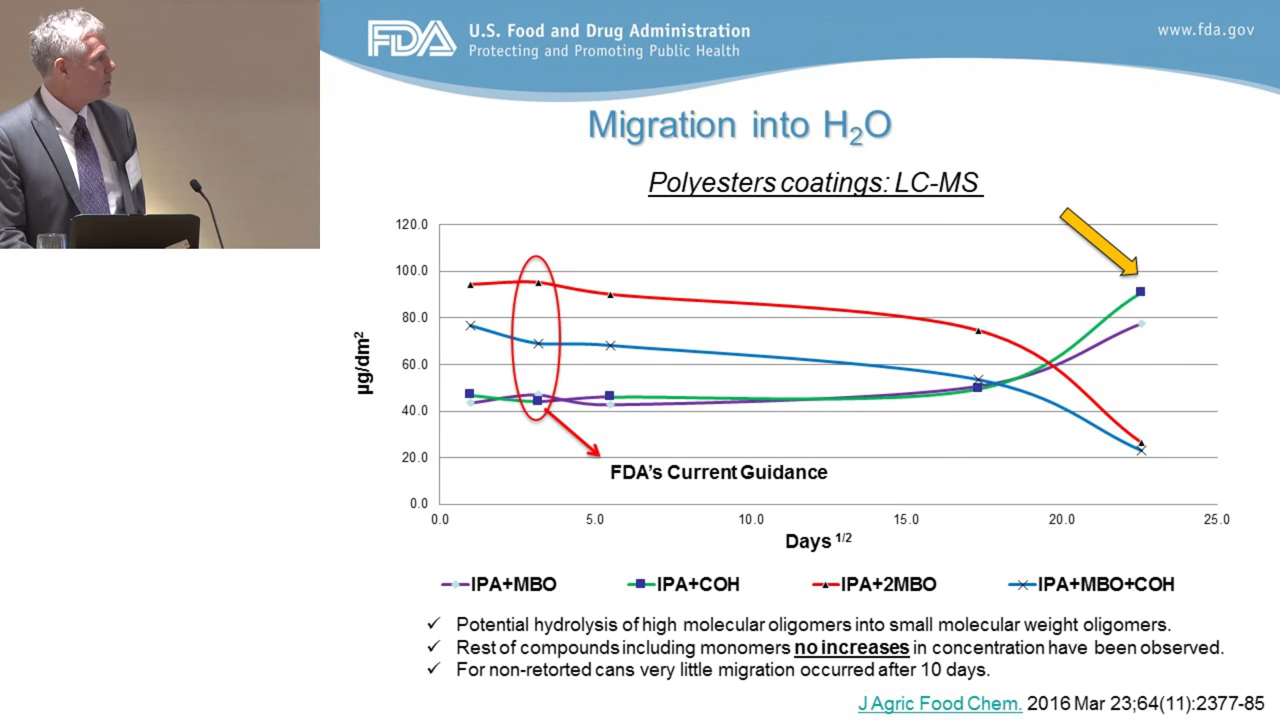 FDA
U.S. Food and Drug Administration
Protecting and Promoting Public Health
www.fda.gov
Migration into H₂O
Polyesters coatings: LC-MS
120.0
100.0
80.0
60.0
40.0
20.0
0.0
µg/dm²
FDA's Current Guidance
0.0 5.0 10.0 15.0 20.0 25.0
Days 1/2
IPA+MBO IPA+COH IPA+2MBO IPA+MBO+COH
✓ Potential hydrolysis of high molecular oligomers into small molecular weight oligomers.
✓ Rest of compounds including monomers no increases in concentration have been observed.
✓ For non-retorted cans very little migration occurred after 10 days.
J Agric Food Chem. 2016 Mar 23;64(11):2377-85